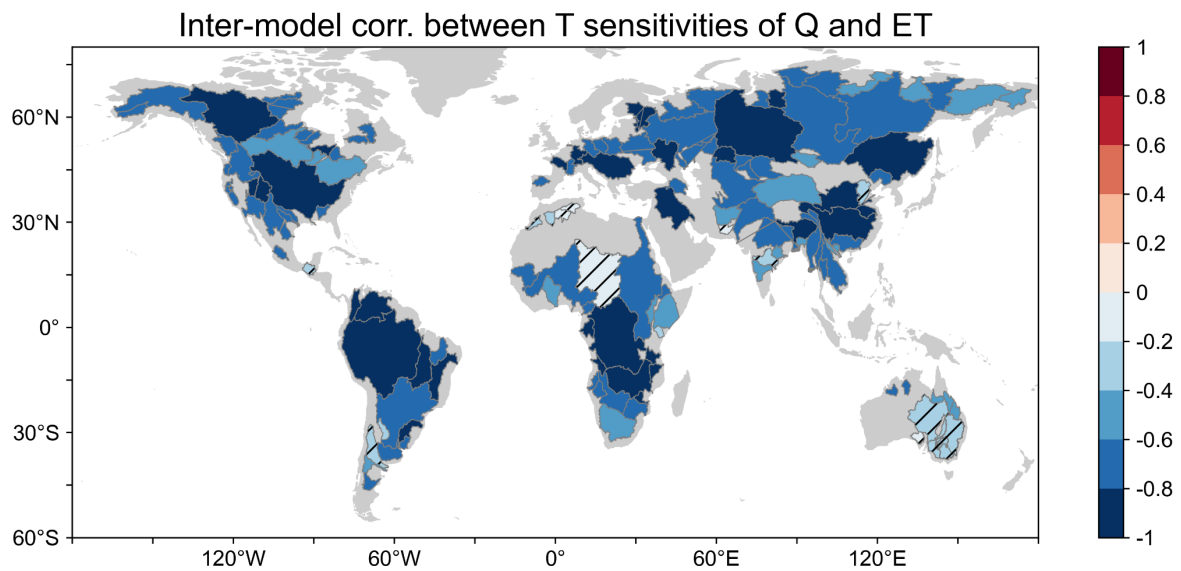 Inter-model corr. between T sensitivities of Q and ET
60°N
30°N
0°
30°S
60°S
120°W
60°W
0°
60°E
120°E
1
0.8
0.6
0.4
0.2
0
-0.2
-0.4
-0.6
-0.8
-1